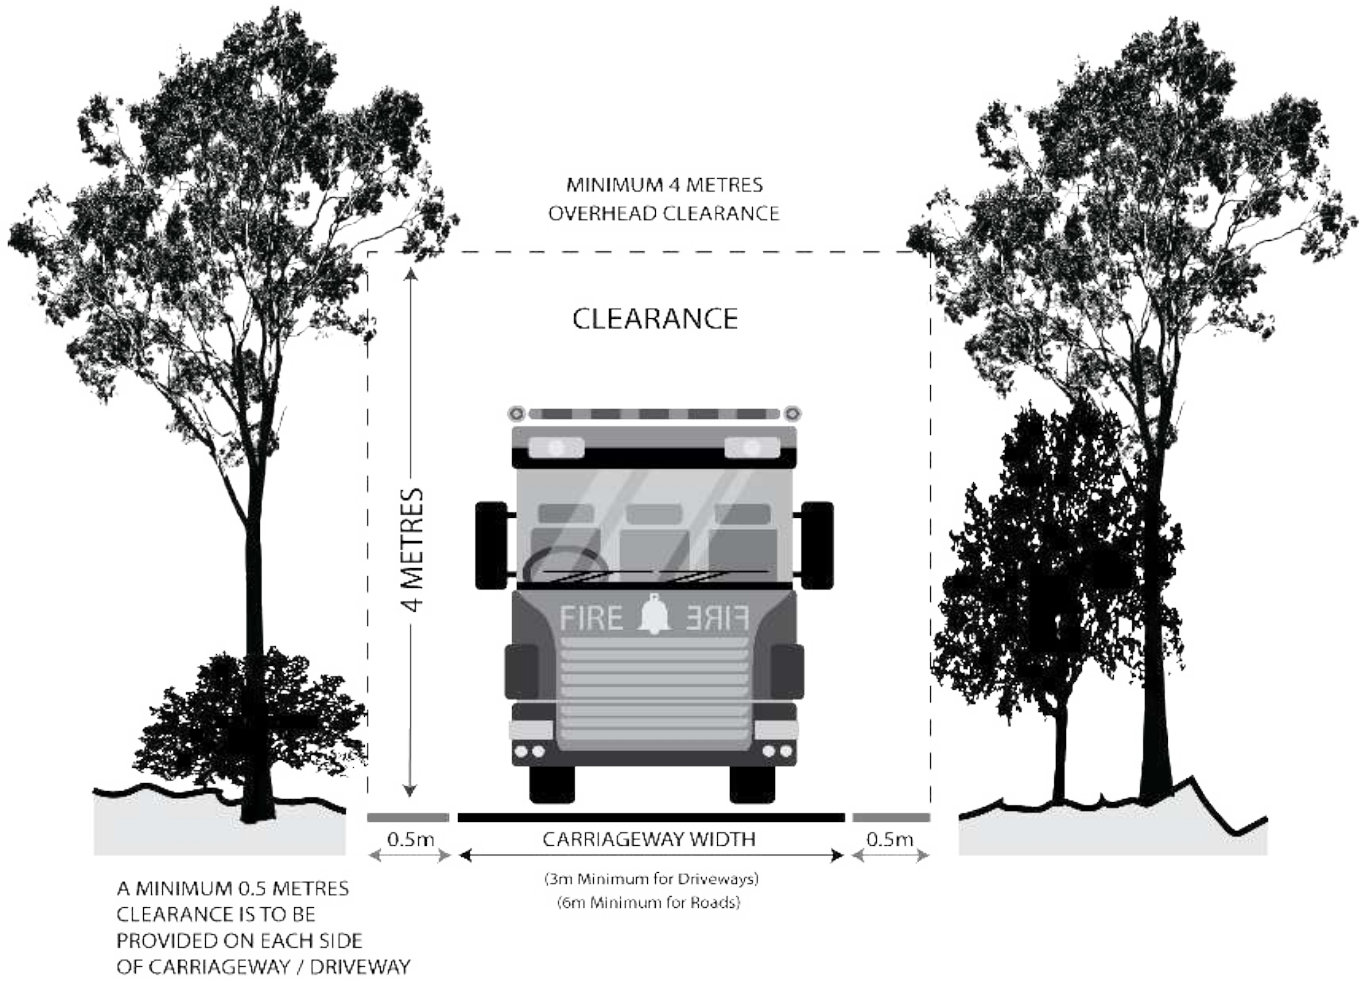 MINIMUM 4 METRES
OVERHEAD CLEARANCE
CLEARANCE
4 METRES
FIRE FIRE
0.5m
CARRIAGEWAY WIDTH
0.5m
(3m Minimum for Driveways)
(6m Minimum for Roads)
A MINIMUM 0.5 METRES
CLEARANCE IS TO BE
PROVIDED ON EACH SIDE
OF CARRIAGEWAY / DRIVEWAY